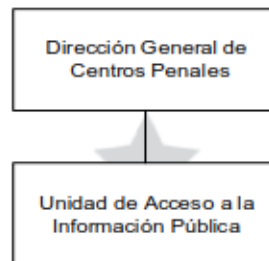 Dirección General de
Centros Penales
Unidad de Acceso a la
Información Pública